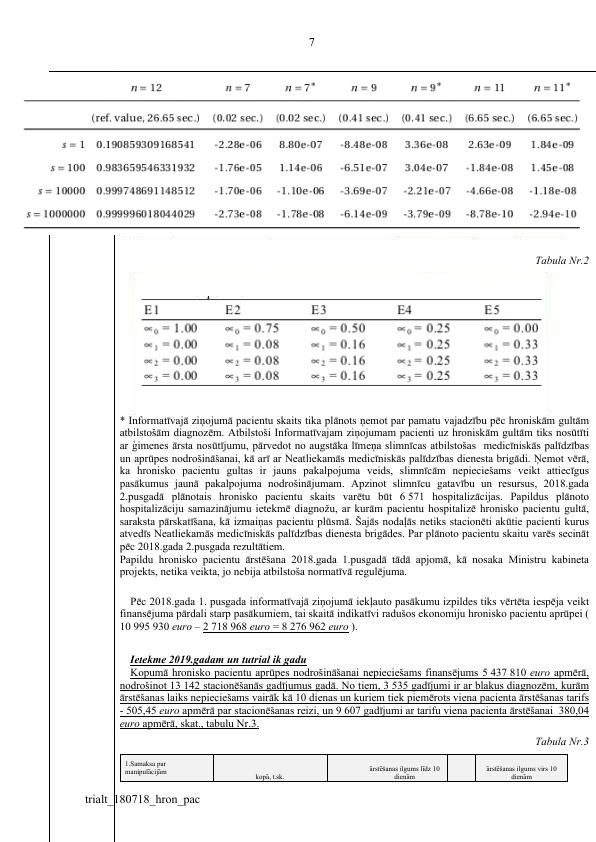 7
n = 12 n = 7 n = 7* n = 9 n = 9* n = 11 n = 11*
(ref. value, 26.65 sec.) (0.02 sec.) (0.02 sec.) (0.41 sec.) (0.41 sec.) (6.65 sec.) (6.65 sec.)
s = 1 0.190859309168541 -2.28e-06 8.80e-07 -8.48e-08 3.36e-08 2.63e-09 1.84e-09
s = 100 0.983659546331932 -1.76e-05 1.14e-06 -6.51e-07 3.04e-07 -1.84e-08 1.45e-08
s = 10000 0.999748691148512 -1.70e-06 -1.10e-06 -3.69e-07 -2.21e-07 -4.66e-08 -1.18e-08
s = 1000000 0.999996018044029 -2.73e-08 -1.78e-08 -6.14e-09 -3.79e-09 -8.78e-10 -2.94e-10
Tabula Nr.2
E1 E2 E3 E4 E5
∝₀ = 1.00 ∝₀ = 0.75 ∝₀ = 0.50 ∝₀ = 0.25 ∝₀ = 0.00
∝₁ = 0.00 ∝₁ = 0.08 ∝₁ = 0.16 ∝₁ = 0.25 ∝₁ = 0.33
∝₂ = 0.00 ∝₂ = 0.08 ∝₂ = 0.16 ∝₂ = 0.25 ∝₂ = 0.33
∝₃ = 0.00 ∝₃ = 0.08 ∝₃ = 0.16 ∝₃ = 0.25 ∝₃ = 0.33
* Informatīvajā ziņojumā pacientu skaits tika plānots ņemot par pamatu vajadzību pēc hroniskām gultām
atbilstošām diagnozēm. Atbilstoši Informatīvajam ziņojumam pacienti uz hroniskām gultām tiks nosūtīti
ar ģimenes ārsta nosūtījumu, pārvedot no augstāka līmeņa slimnīcas atbilstošas medicīniskās palīdzības
un aprūpes nodrošināšanai, kā arī ar Neatliekamās medicīniskās palīdzības dienesta brigādi. Ņemot vērā,
ka hronisko pacientu gultas ir jauns pakalpojuma veids, slimnīcām nepieciešams veikt attiecīgus
pasākumus jaunā pakalpojuma nodrošinājumam. Apzinot slimnīcu gatavību un resursus, 2018.gada
2.pusgadā plānotais hronisko pacientu skaits varētu būt 6 571 hospitalizācijas. Papildus plānoto
hospitalizāciju samazinājumu ietekmē diagnožu, ar kurām pacientu hospitalizē hronisko pacientu gultā,
saraksta pārskatīšana, kā izmaiņas pacientu plūsmā. Šajās nodaļās netiks stacionēti akūtie pacienti kurus
atvedīs Neatliekamās medicīniskās palīdzības dienesta brigādes. Par plānoto pacientu skaitu varēs secināt
pēc 2018.gada 2.pusgada rezultātiem.
Papildu hronisko pacientu ārstēšana 2018.gada 1.pusgadā tādā apjomā, kā nosaka Ministru kabineta
projekts, netika veikta, jo nebija atbilstoša normatīvā regulējuma.
Pēc 2018.gada 1. pusgada informatīvajā ziņojumā iekļauto pasākumu izpildes tiks vērtēta iespēja veikt
finansējuma pārdali starp pasākumiem, tai skaitā indikatīvi radušos ekonomiju hronisko pacientu aprūpei (
10 995 930 euro – 2 718 968 euro = 8 276 962 euro ).
Ietekme 2019.gadam un tutrial ik gadu
Kopumā hronisko pacientu aprūpes nodrošināšanai nepieciešams finansējums 5 437 810 euro apmērā,
nodrošinot 13 142 stacionēšanās gadījumus gadā. No tiem, 3 535 gadījumi ir ar blakus diagnozēm, kurām
ārstēšanas laiks nepieciešams vairāk kā 10 dienas un kuriem tiek piemērots viena pacienta ārstēšanas tarifs
- 505,45 euro apmērā par stacionēšanas reizi, un 9 607 gadījumi ar tarifu viena pacienta ārstēšanai 380,04
euro apmērā, skat., tabulu Nr.3.
Tabula Nr.3
1.Samaksa par
manipulācijām
kopā, t.sk.
ārstēšanas ilgums līdz 10
dienām
ārstēšanas ilgums virs 10
dienām
trialt_180718_hron_pac